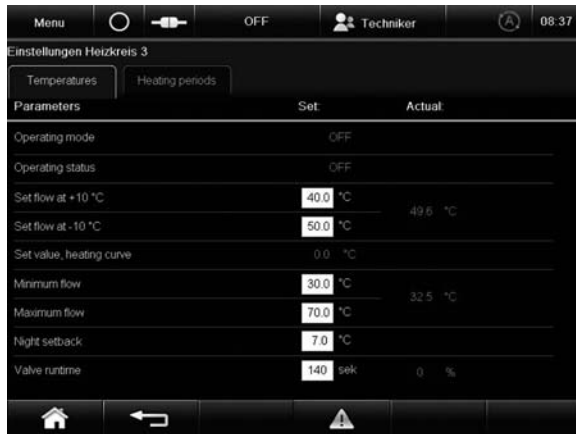 Menu OFF Techniker A 08:37
Einstellungen Heizkreis 3
Temperatures Heating periods
Parameters Set: Actual:
Operating mode OFF
Operating status OFF
Set flow at +10 °C 40.0 °C 49.6 °C
Set flow at -10 °C 50.0 °C
Set value, heating curve 0.0 °C
Minimum flow 30.0 °C 32.5 °C
Maximum flow 70.0 °C
Night setback 7.0 °C
Valve runtime 140 sek 0 %